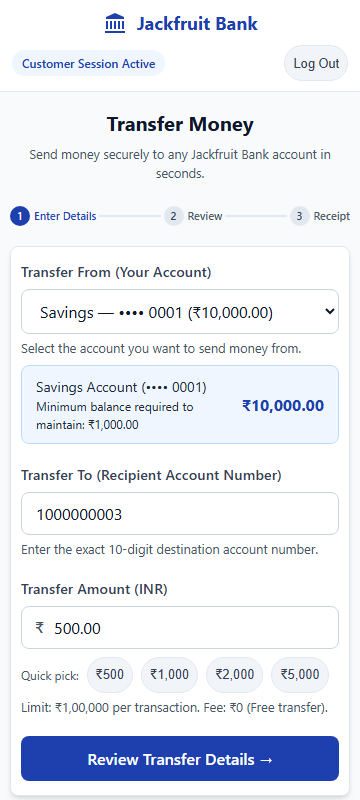 Jackfruit Bank
Customer Session Active
Log Out
Transfer Money
Send money securely to any Jackfruit Bank account in
seconds.
1 Enter Details
2 Review
3 Receipt
Transfer From (Your Account)
Savings — •••• 0001 (₹10,000.00)
Select the account you want to send money from.
Savings Account (•••• 0001)
Minimum balance required to
maintain: ₹1,000.00
₹10,000.00
Transfer To (Recipient Account Number)
1000000003
Enter the exact 10-digit destination account number.
Transfer Amount (INR)
₹ 500.00
Quick pick: ₹500 ₹1,000 ₹2,000 ₹5,000
Limit: ₹1,00,000 per transaction. Fee: ₹0 (Free transfer).
Review Transfer Details →